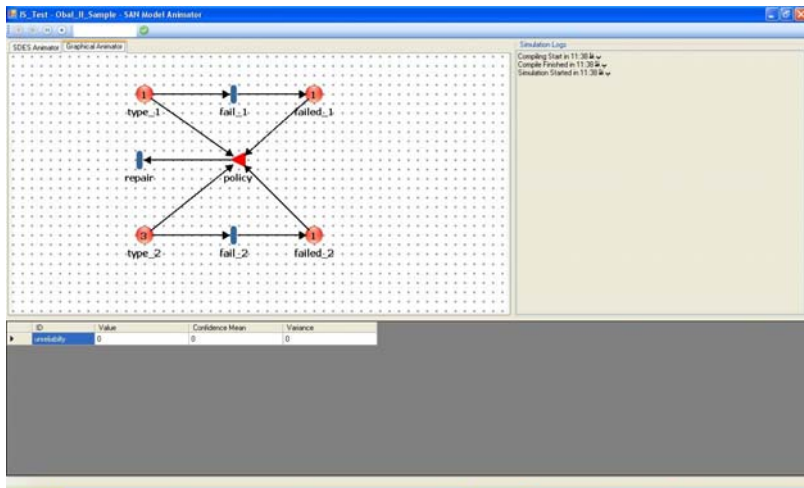 IS_Test - Obal_II_Sample - SAN Model Animator
SDES Animator Graphical Animator
Simulation Logs
Compiling Start in 11:38
Compile Finished in 11:39
Simulation Started in 11:38
1 1
type_1 fail_1 failed_1
repair policy
3 1
type_2 fail_2 failed_2
ID Value Confidence Mean Variance
unreliabilty 0 0 0